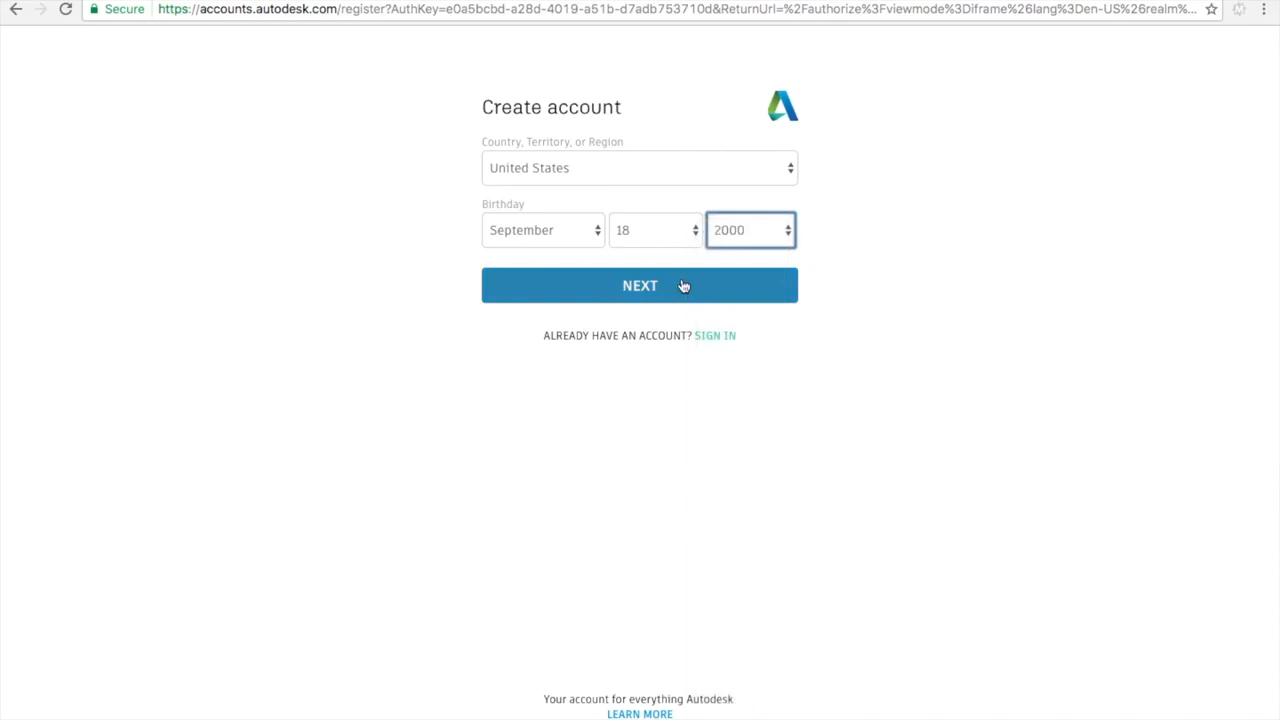 Secure https://accounts.autodesk.com/register?AuthKey=e0a5bcbd-a28d-4019-a51b-d7adb753710d&ReturnUrl=%2Fauthorize%3Fviewmode%3Diframe%26lang%3Den-US%26realm%...
Create account
Country, Territory, or Region
United States
Birthday
September 18 2000
NEXT
ALREADY HAVE AN ACCOUNT? SIGN IN
Your account for everything Autodesk
LEARN MORE